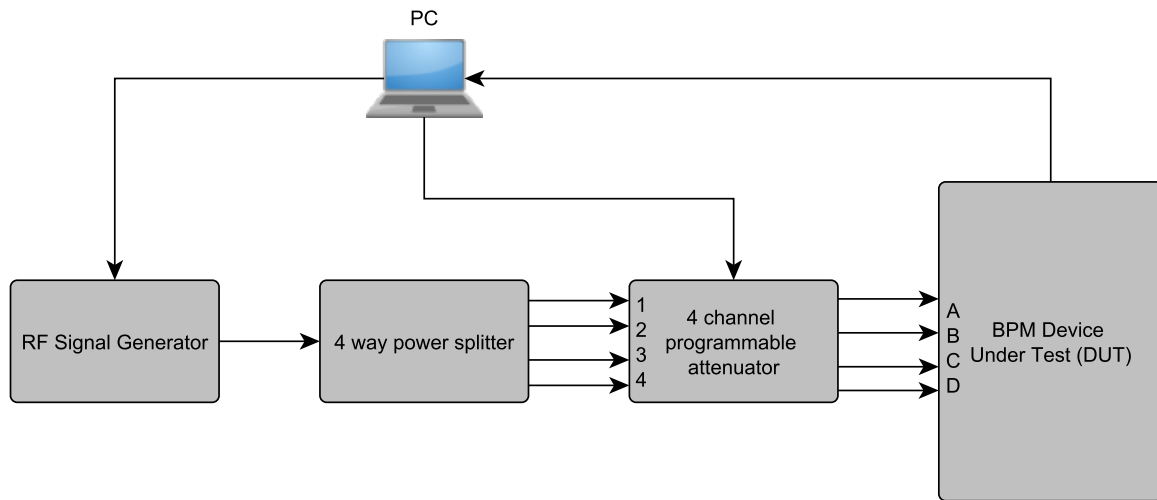 PC
RF Signal Generator
4 way power splitter
1
2
3
4
4 channel
programmable
attenuator
A
B
C
D
BPM Device
Under Test (DUT)